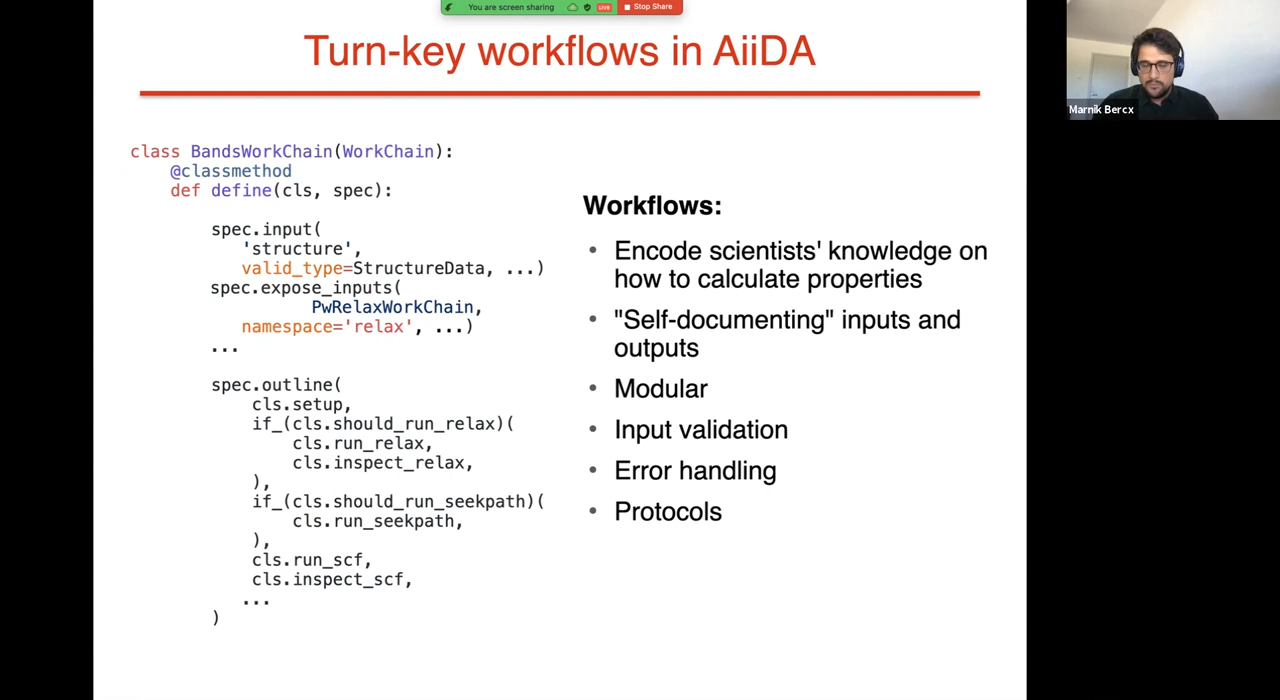 You are screen sharing
LIVE
Stop Share
Turn-key workflows in AiiDA
Marnik Bercx
class BandsWorkChain(WorkChain):
@classmethod
def define(cls, spec):
spec.input(
'structure',
valid_type=StructureData, ...)
spec.expose_inputs(
PwRelaxWorkChain,
namespace='relax', ...)
...
spec.outline(
cls.setup,
if_(cls.should_run_relax)(
cls.run_relax,
cls.inspect_relax,
),
if_(cls.should_run_seekpath)(
cls.run_seekpath,
),
cls.run_scf,
cls.inspect_scf,
...
)
Workflows:
• Encode scientists' knowledge on
how to calculate properties
• "Self-documenting" inputs and
outputs
• Modular
• Input validation
• Error handling
• Protocols